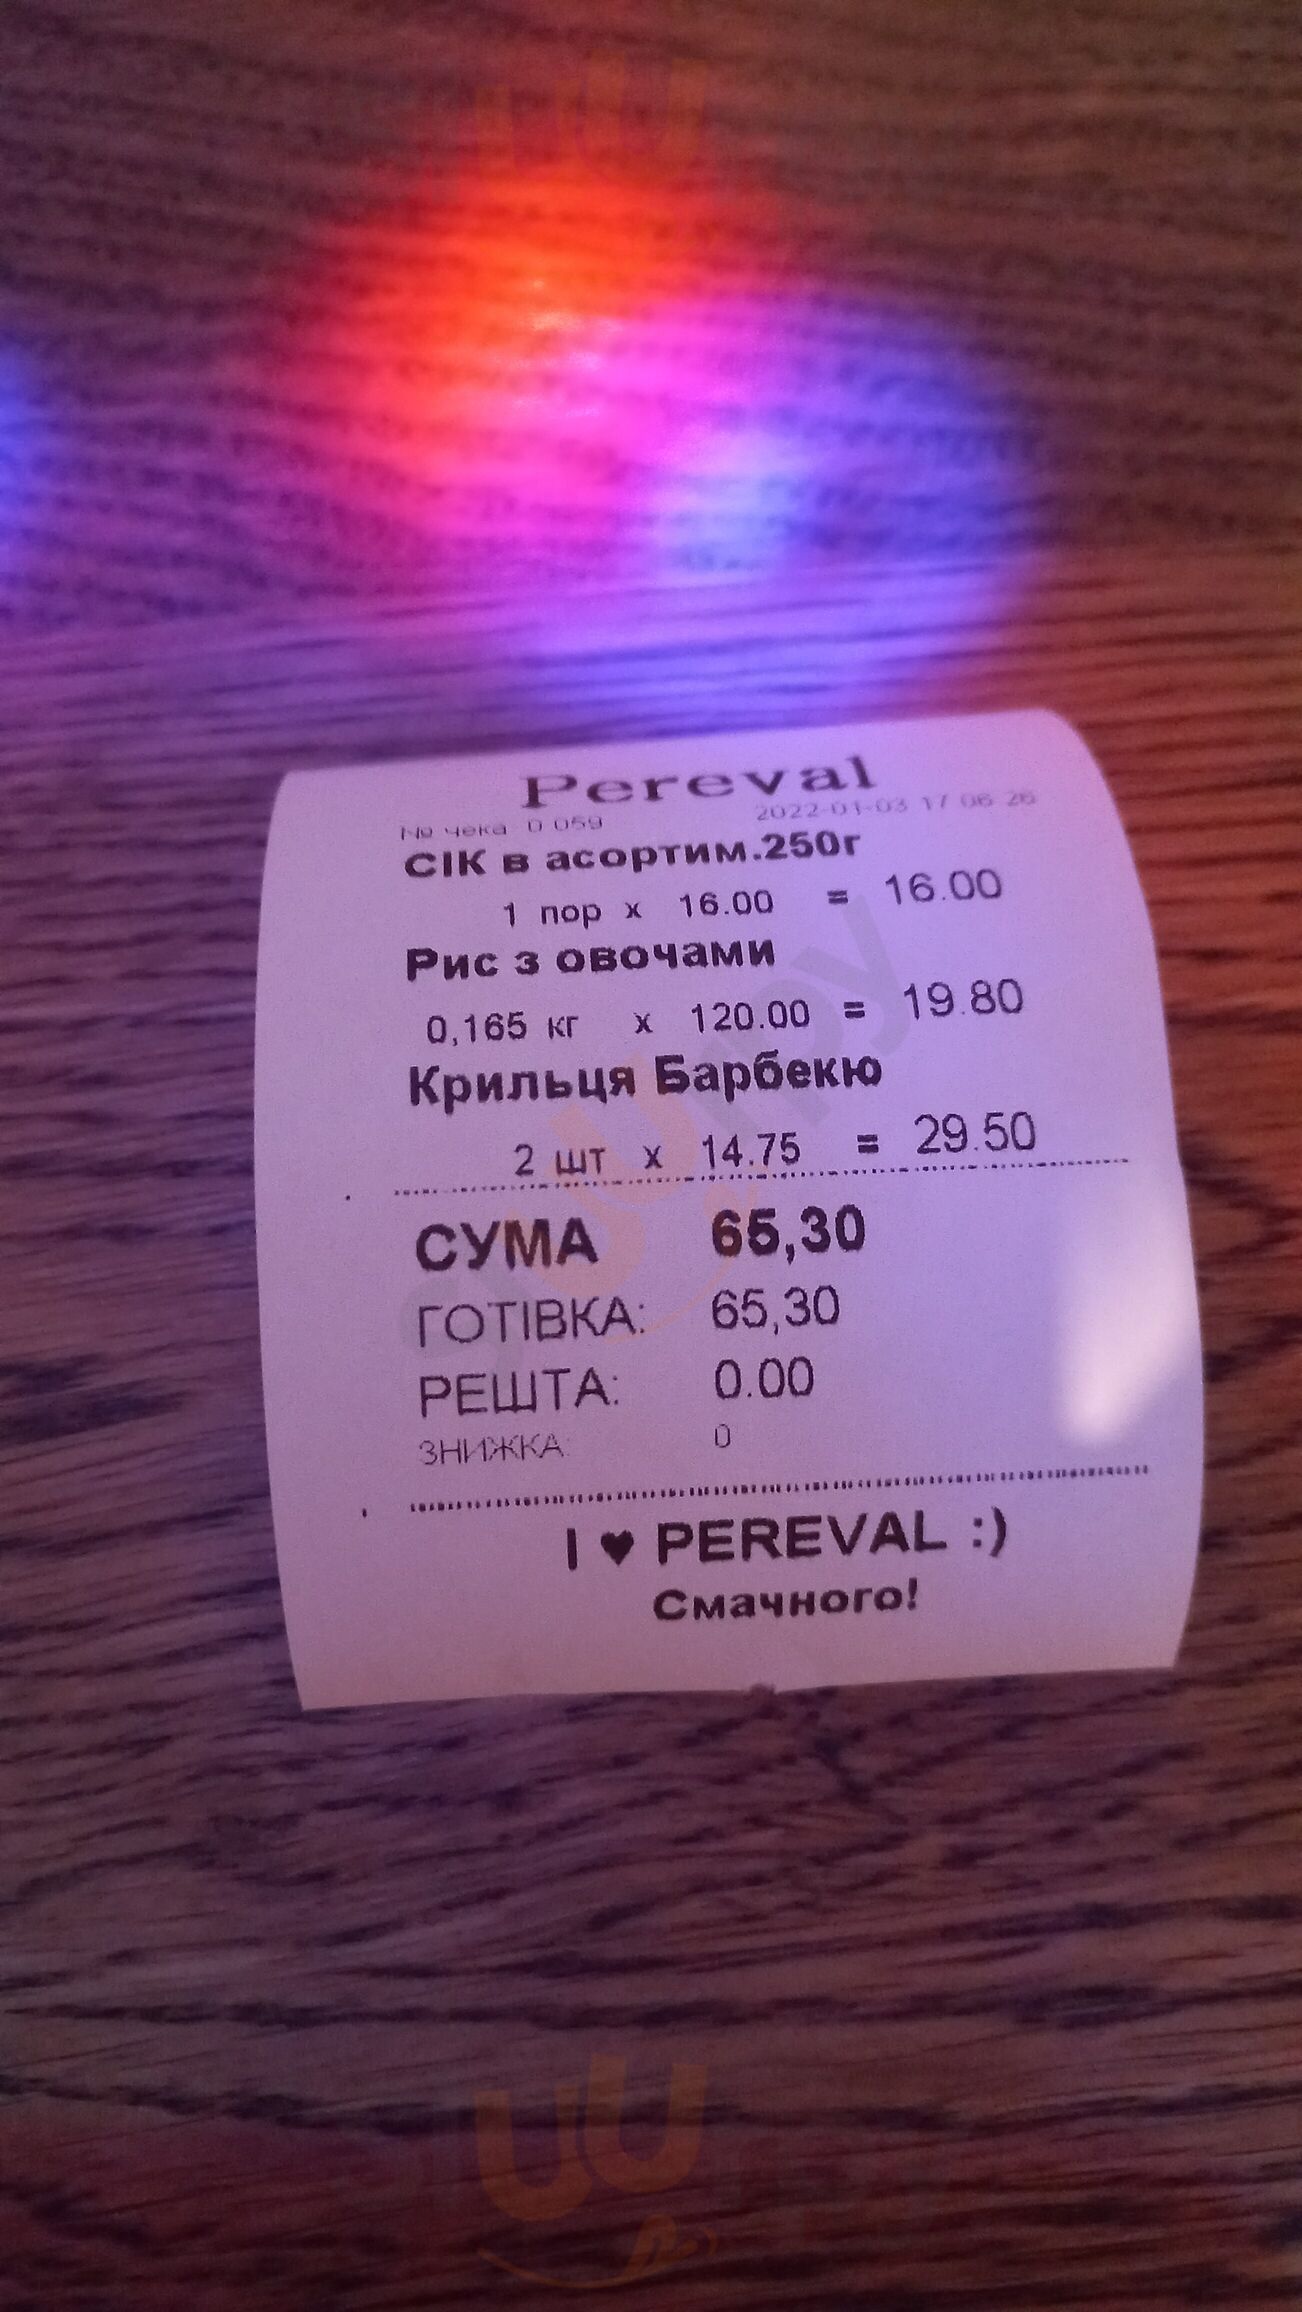 Pereval
№ чека 0 059 2022-01-03 17 06 26
СІК в асортим.250г
1 пор х 16.00 = 16.00
Рис з овочами
0,165 кг х 120.00 = 19.80
Крильця Барбекю
2 шт х 14.75 = 29.50
СУМА 65,30
ГОТІВКА: 65,30
РЕШТА: 0.00
ЗНИЖКА: 0
I ♥ PEREVAL :)
Смачного!